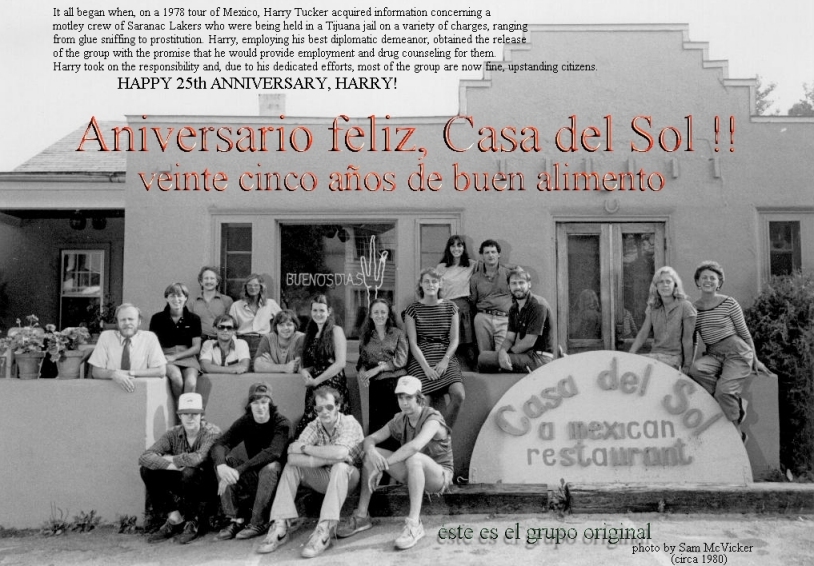 It all began when, on a 1978 tour of Mexico, Harry Tucker acquired information concerning a
motley crew of Saranac Lakers who were being held in a Tijuana jail on a variety of charges, ranging
from glue sniffing to prostitution. Harry, employing his best diplomatic demeanor, obtained the release
of the group with the promise that he would provide employment and drug counseling for them.
Harry took on the responsibility and, due to his dedicated efforts, most of the group are now fine, upstanding citizens.
HAPPY 25th ANNIVERSARY, HARRY!
Aniversario feliz, Casa del Sol !!
veinte cinco años de buen alimento
BUENOS DIAS
Casa del Sol
a mexican
restaurant
este es el grupo original
photo by Sam McVicker
(circa 1980)